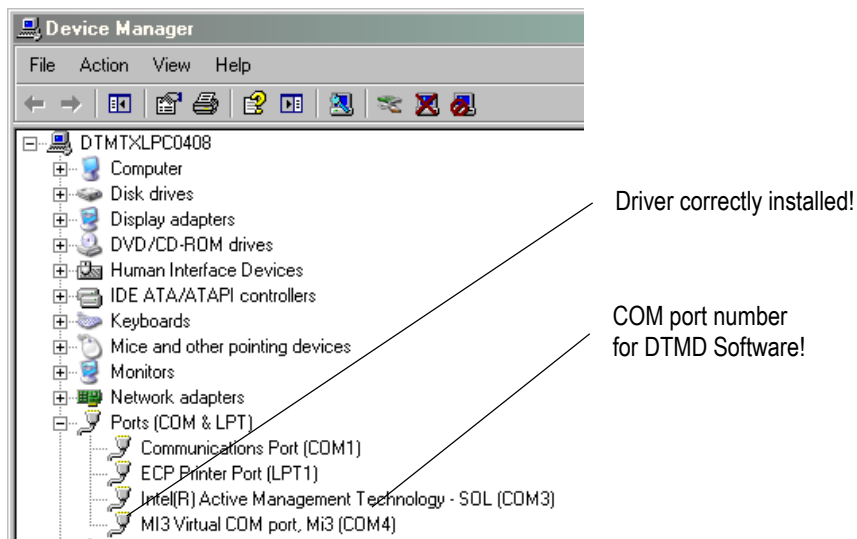 Device Manager
File Action View Help
DTMTXLPC0408
Computer
Disk drives
Display adapters
DVD/CD-ROM drives
Human Interface Devices
IDE ATA/ATAPI controllers
Keyboards
Mice and other pointing devices
Monitors
Network adapters
Ports (COM & LPT)
Communications Port (COM1)
ECP Printer Port (LPT1)
Intel(R) Active Management Technology - SOL (COM3)
MI3 Virtual COM port, Mi3 (COM4)
Driver correctly installed!
COM port number
for DTMD Software!